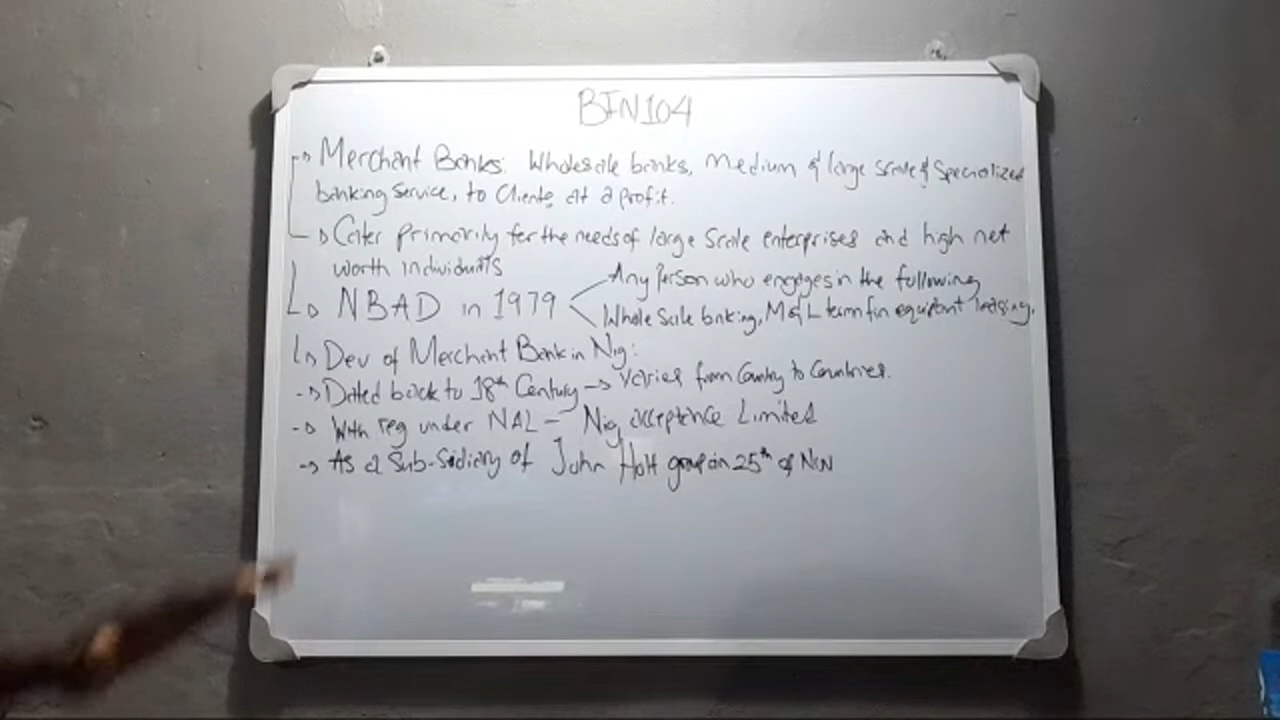 BFN104
Merchant Banks: Wholesale banks, Medium & large scale & Specialized
banking service, to Clients at a profit.
Cater primarily for the needs of large scale enterprises and high net
worth individuals
NBAD in 1979
Any Person who engages in the following
Whole Sale banking, M & L term fin equipment leasing.
Dev of Merchant Bank in Nig:
Dated back to 18th Century → varies from Country to Countries.
With reg under NAL - Nig acceptance Limited
As a Sub-Sidiary of John Holt group in 25th of Nov